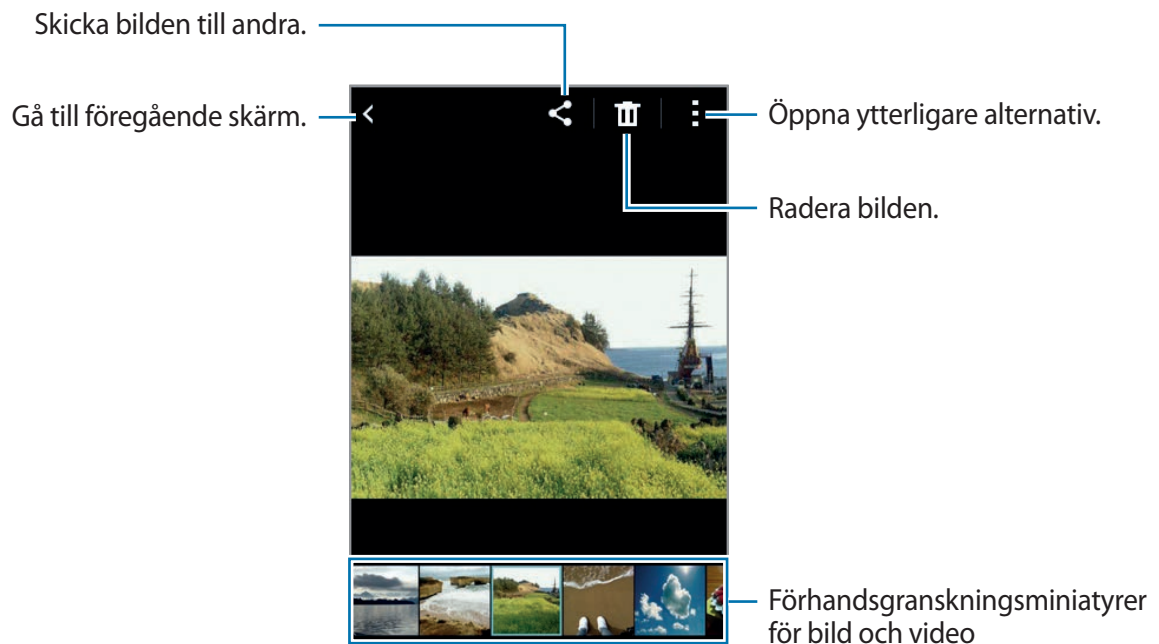 Skicka bilden till andra.
Gå till föregående skärm.
Öppna ytterligare alternativ.
Radera bilden.
Förhandsgranskningsminiatyrer
för bild och video